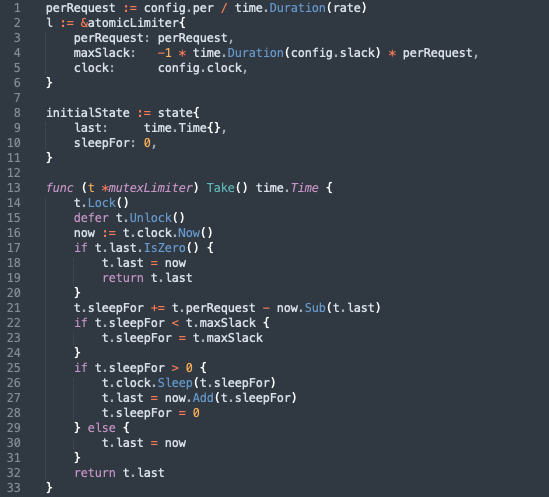 1 perRequest := config.per / time.Duration(rate)
2 l := &atomicLimiter{
3     perRequest: perRequest,
4     maxSlack:   -1 * time.Duration(config.slack) * perRequest,
5     clock:      config.clock,
6 }
7
8 initialState := state{
9     last:     time.Time{},
10     sleepFor: 0,
11 }
12
13 func (t *mutexLimiter) Take() time.Time {
14     t.Lock()
15     defer t.Unlock()
16     now := t.clock.Now()
17     if t.last.IsZero() {
18         t.last = now
19         return t.last
20     }
21     t.sleepFor += t.perRequest - now.Sub(t.last)
22     if t.sleepFor < t.maxSlack {
23         t.sleepFor = t.maxSlack
24     }
25     if t.sleepFor > 0 {
26         t.clock.Sleep(t.sleepFor)
27         t.last = now.Add(t.sleepFor)
28         t.sleepFor = 0
29     } else {
30         t.last = now
31     }
32     return t.last
33 }